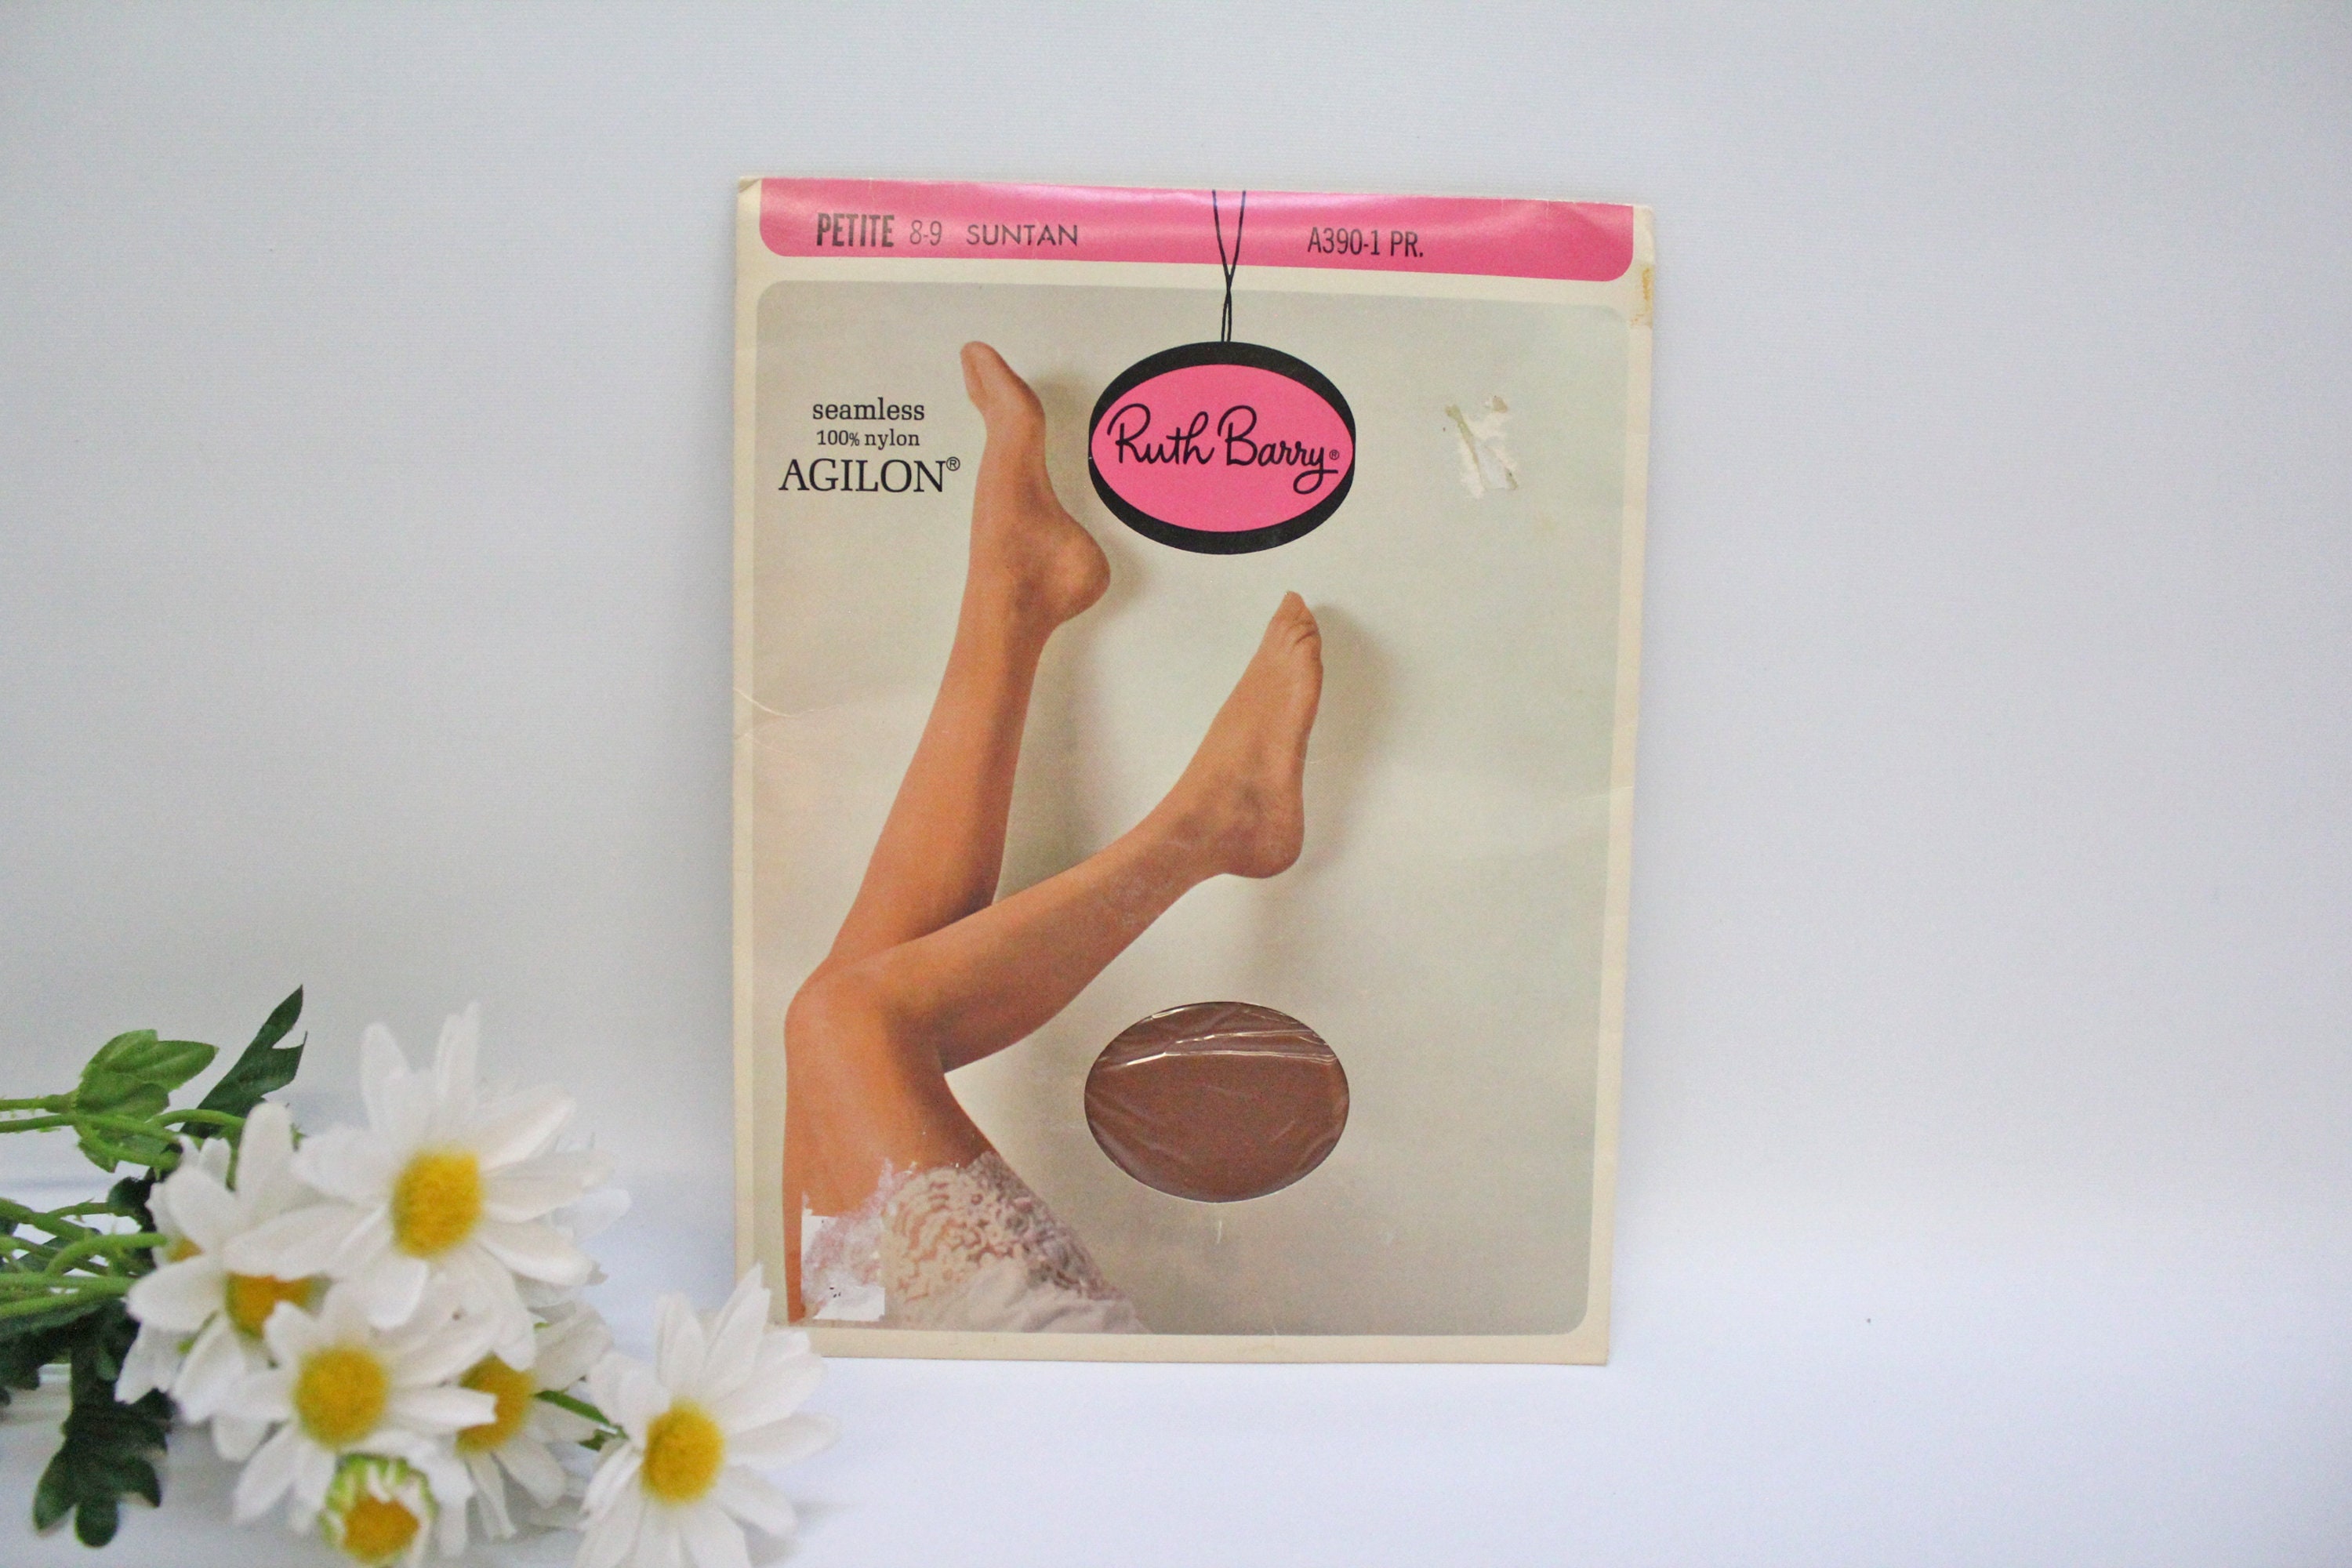 PETITE 8-9 SUNTAN A390-1 PR.
seamless
100% nylon
AGILON®
Ruth Barry®